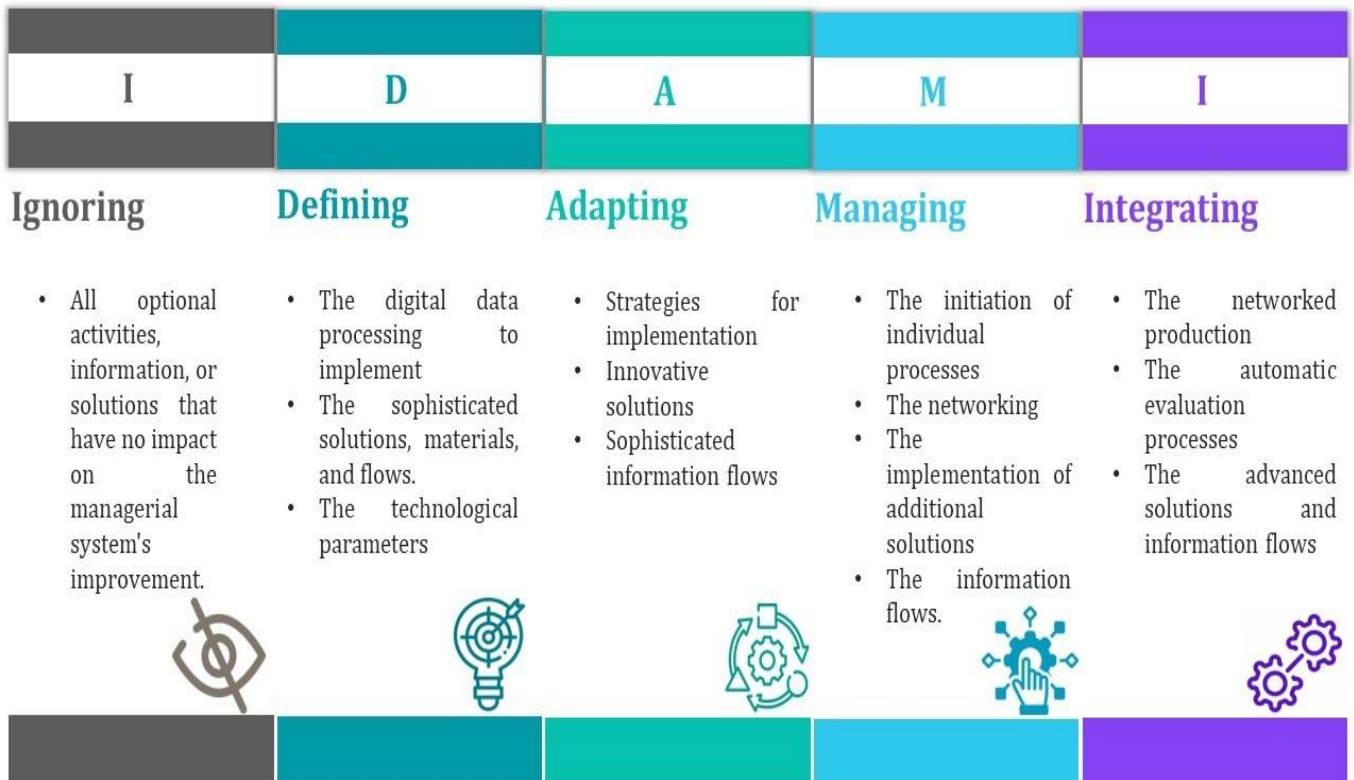 I
D
A
M
I
Ignoring
Defining
Adapting
Managing
Integrating
• All optional
activities,
information, or
solutions that
have no impact
on the
managerial
system's
improvement.
• The digital data
processing to
implement
• The sophisticated
solutions, materials,
and flows.
• The technological
parameters
• Strategies for
implementation
• Innovative
solutions
• Sophisticated
information flows
• The initiation of
individual
processes
• The networking
• The
implementation of
additional
solutions
• The information
flows.
• The networked
production
• The automatic
evaluation
processes
• The advanced
solutions and
information flows